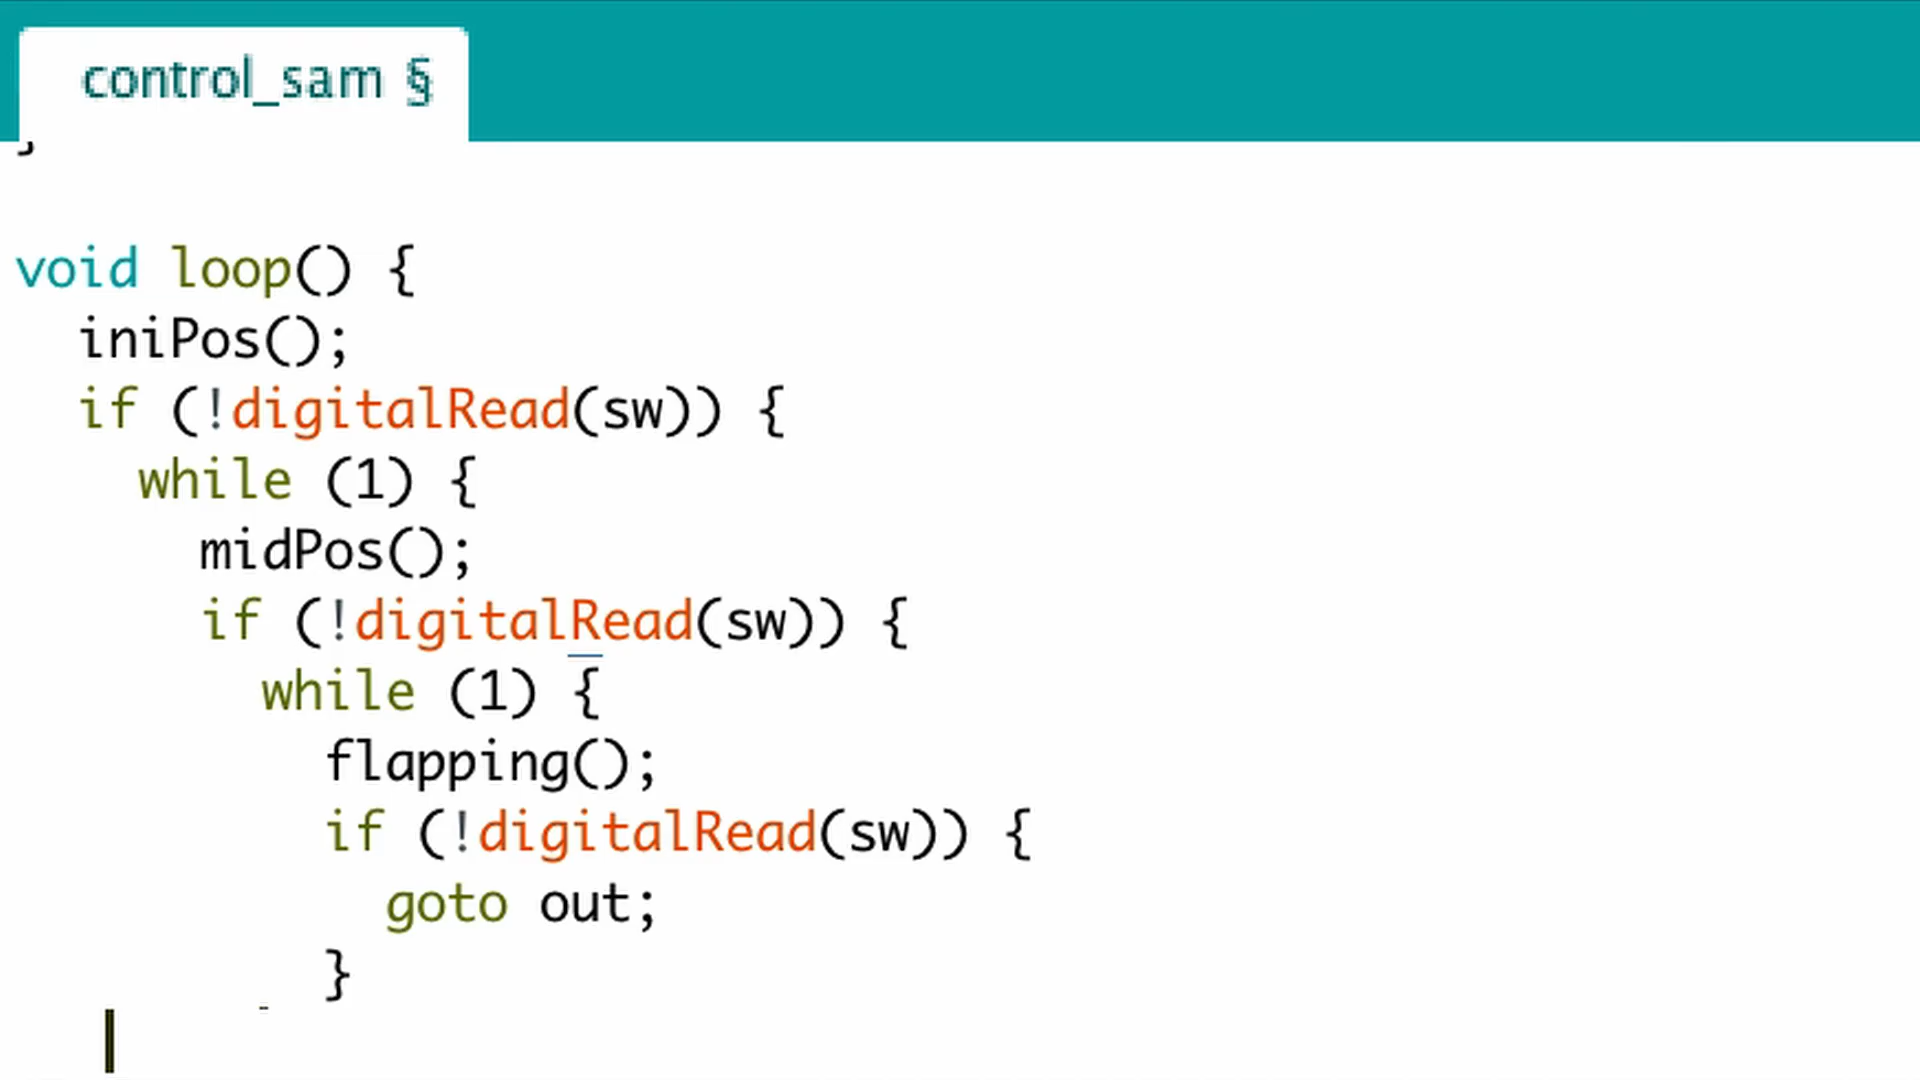 control_sam §
}
void loop() {
  iniPos();
  if (!digitalRead(sw)) {
    while (1) {
      midPos();
      if (!digitalRead(sw)) {
        while (1) {
          flapping();
          if (!digitalRead(sw)) {
            goto out;
          }